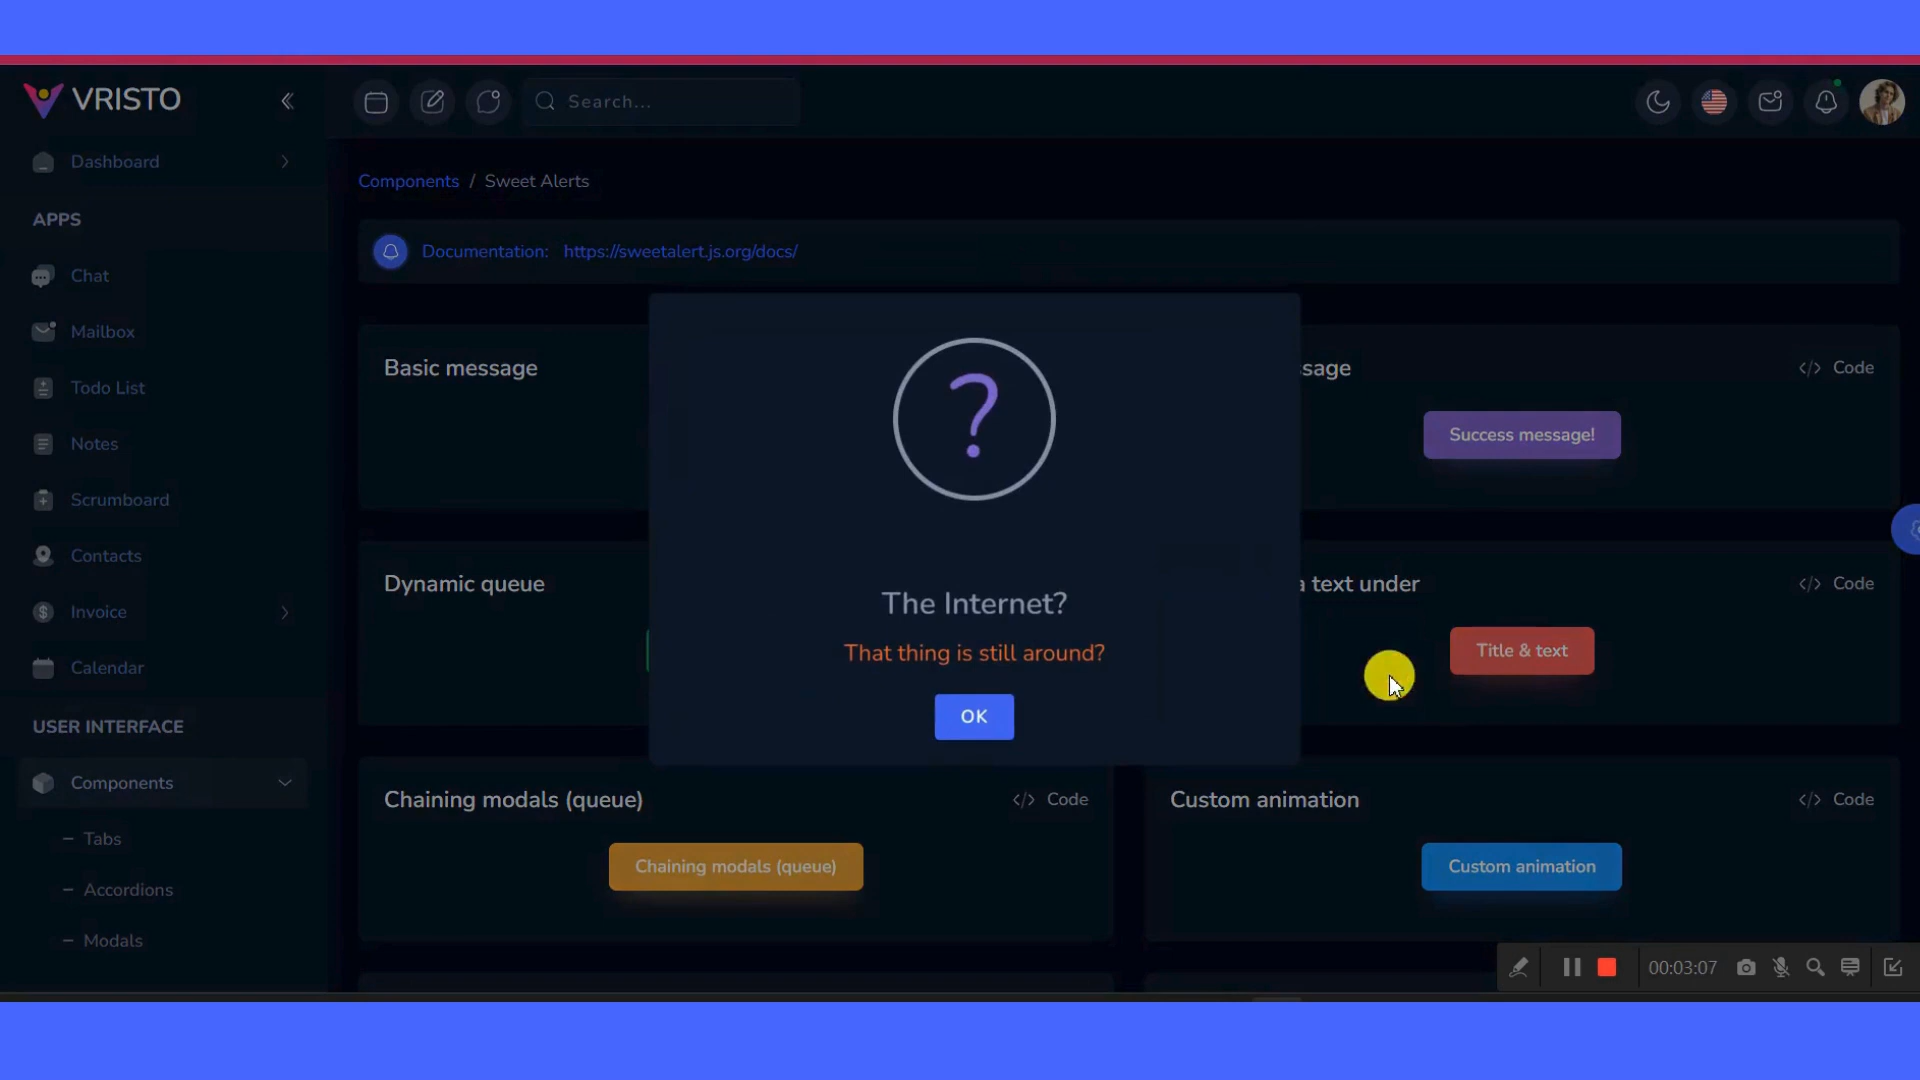 VRISTO
Search...
Dashboard
APPS
Chat
Mailbox
Todo List
Notes
Scrumboard
Contacts
Invoice
Calendar
USER INTERFACE
Components
Tabs
Accordions
Modals
Components / Sweet Alerts
Documentation: https://sweetalert.js.org/docs/
Basic message
ssage
</> Code
Success message!
?
The Internet?
That thing is still around?
OK
Dynamic queue
a text under
</> Code
Title & text
Chaining modals (queue)
</> Code
Chaining modals (queue)
Custom animation
</> Code
Custom animation
00:03:07